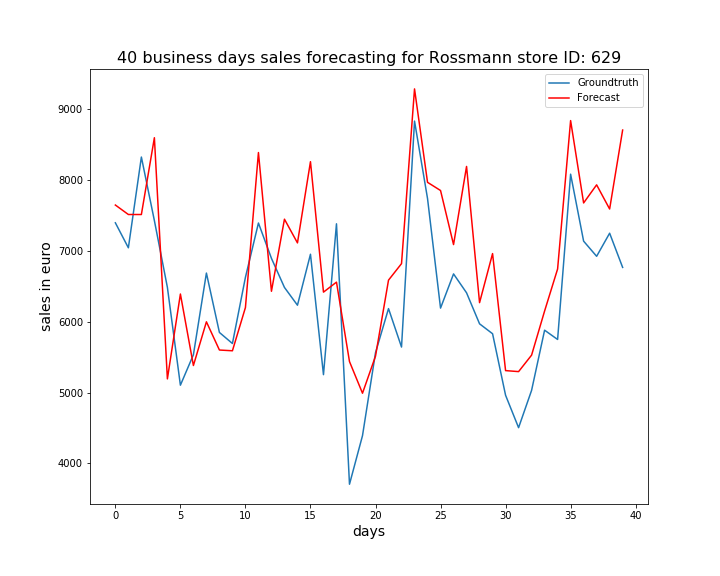 40 business days sales forecasting for Rossmann store ID: 629
Groundtruth
Forecast
9000
8000
7000
6000
5000
4000
sales in euro
0 5 10 15 20 25 30 35 40
days